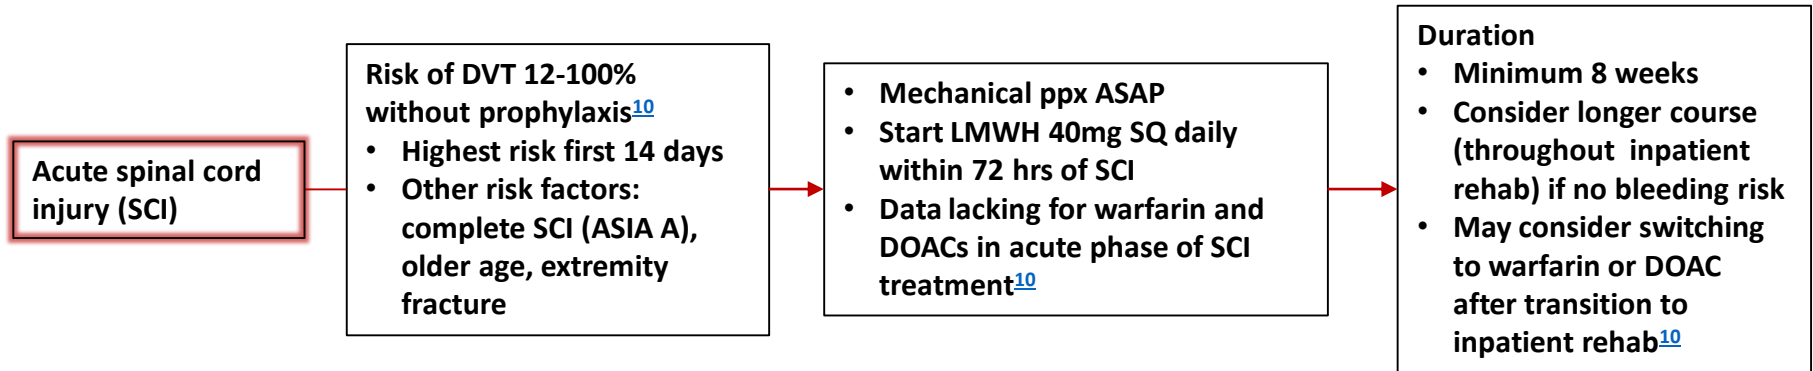 Acute spinal cord
injury (SCI)
Risk of DVT 12-100%
without prophylaxis10
• Highest risk first 14 days
• Other risk factors:
complete SCI (ASIA A),
older age, extremity
fracture
• Mechanical ppx ASAP
• Start LMWH 40mg SQ daily
within 72 hrs of SCI
• Data lacking for warfarin and
DOACs in acute phase of SCI
treatment10
Duration
• Minimum 8 weeks
• Consider longer course
(throughout inpatient
rehab) if no bleeding risk
• May consider switching
to warfarin or DOAC
after transition to
inpatient rehab10